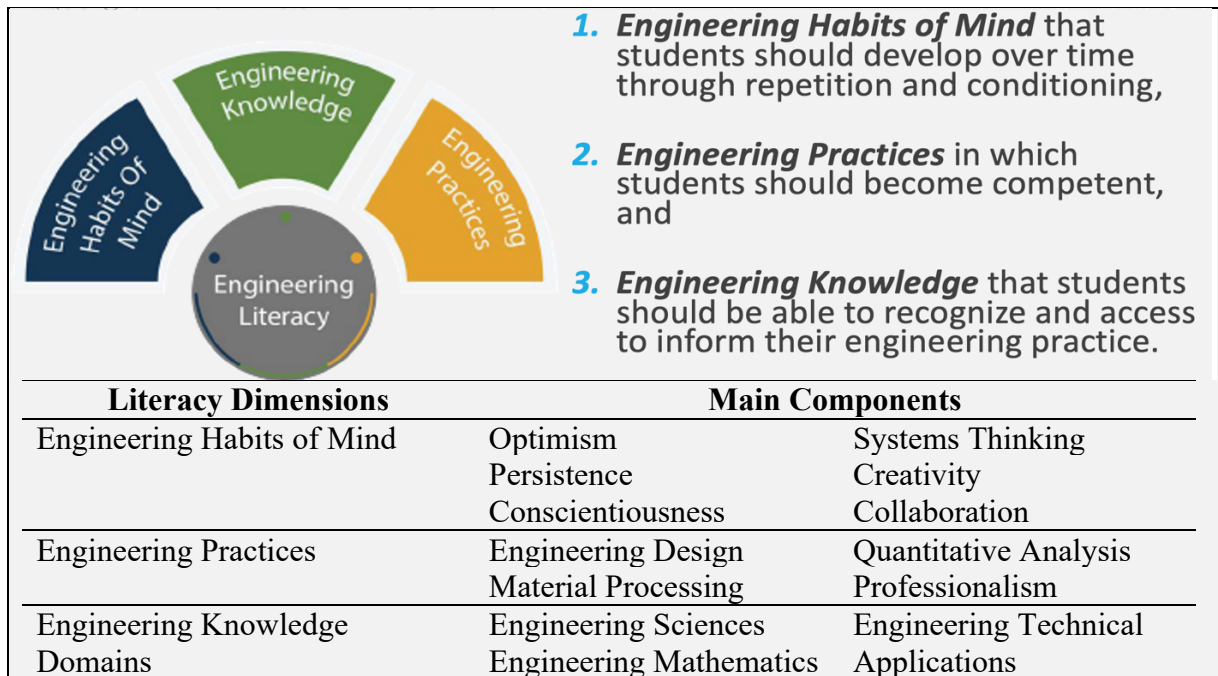 Engineering
Knowledge
Engineering
Habits Of
Mind
Engineering
Practices
Engineering
Literacy
1. Engineering Habits of Mind that
students should develop over time
through repetition and conditioning,
2. Engineering Practices in which
students should become competent,
and
3. Engineering Knowledge that students
should be able to recognize and access
to inform their engineering practice.
Literacy Dimensions Main Components
Engineering Habits of Mind Optimism Systems Thinking
Persistence Creativity
Conscientiousness Collaboration
Engineering Practices Engineering Design Quantitative Analysis
Material Processing Professionalism
Engineering Knowledge Engineering Sciences Engineering Technical
Domains Engineering Mathematics Applications